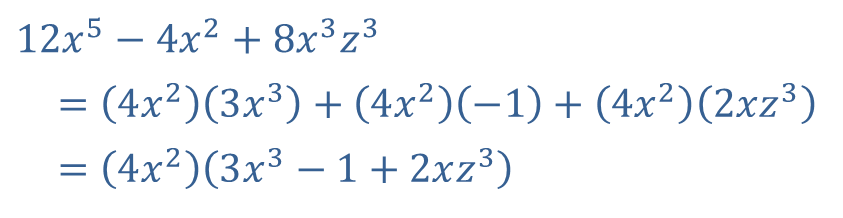 12x⁵ − 4x² + 8x³z³
= (4x²)(3x³) + (4x²)(−1) + (4x²)(2xz³)
= (4x²)(3x³ − 1 + 2xz³)